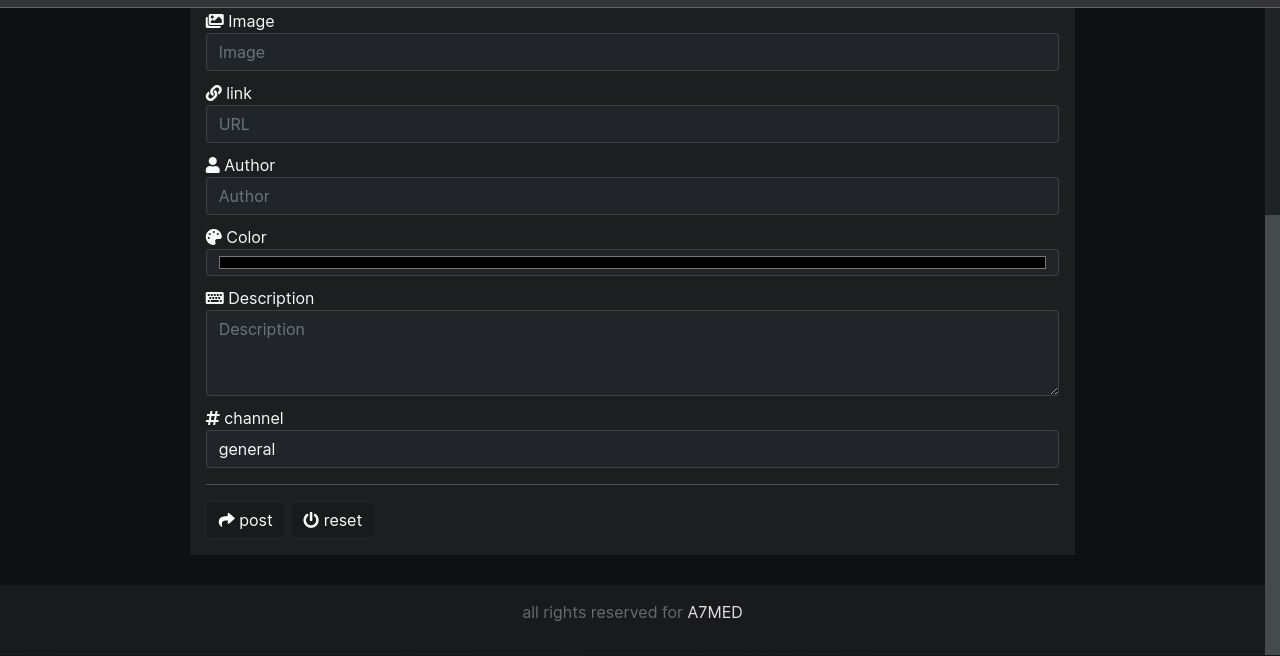 Image
Image
link
URL
Author
Author
Color
Description
Description
# channel
general
post reset
all rights reserved for A7MED